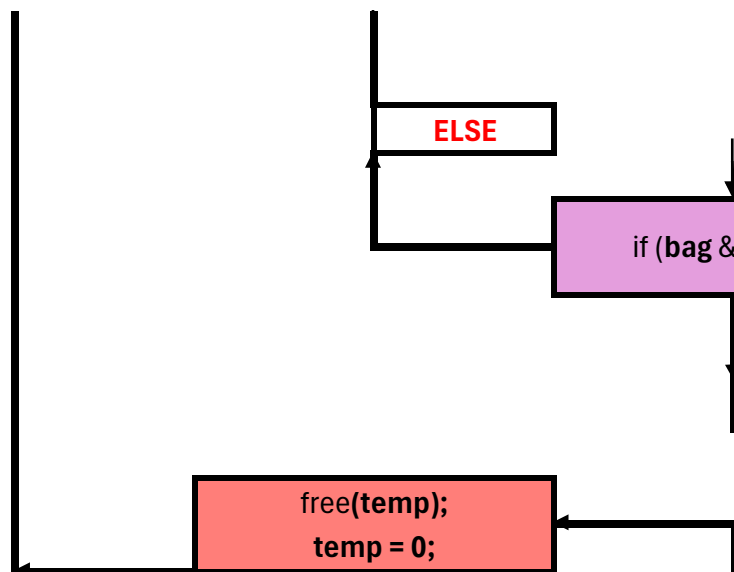 ELSE
if (bag &
free(temp);
temp = 0;